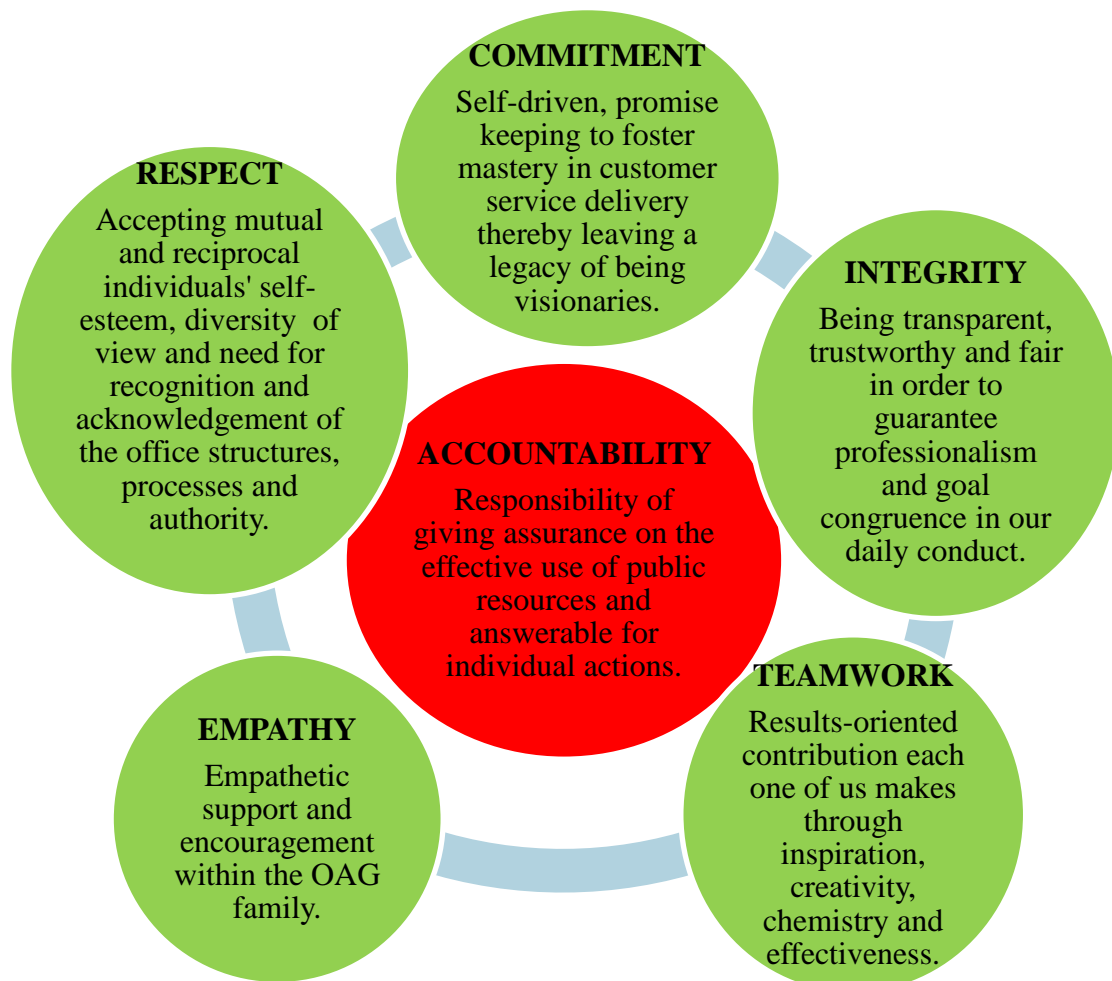 COMMITMENT
Self-driven, promise
keeping to foster
mastery in customer
service delivery
thereby leaving a
legacy of being
visionaries.
RESPECT
Accepting mutual
and reciprocal
individuals' self-
esteem, diversity of
view and need for
recognition and
acknowledgement of
the office structures,
processes and
authority.
INTEGRITY
Being transparent,
trustworthy and fair
in order to
guarantee
professionalism
and goal
congruence in our
daily conduct.
ACCOUNTABILITY
Responsibility of
giving assurance on the
effective use of public
resources and
answerable for
individual actions.
EMPATHY
Empathetic
support and
encouragement
within the OAG
family.
TEAMWORK
Results-oriented
contribution each
one of us makes
through
inspiration,
creativity,
chemistry and
effectiveness.